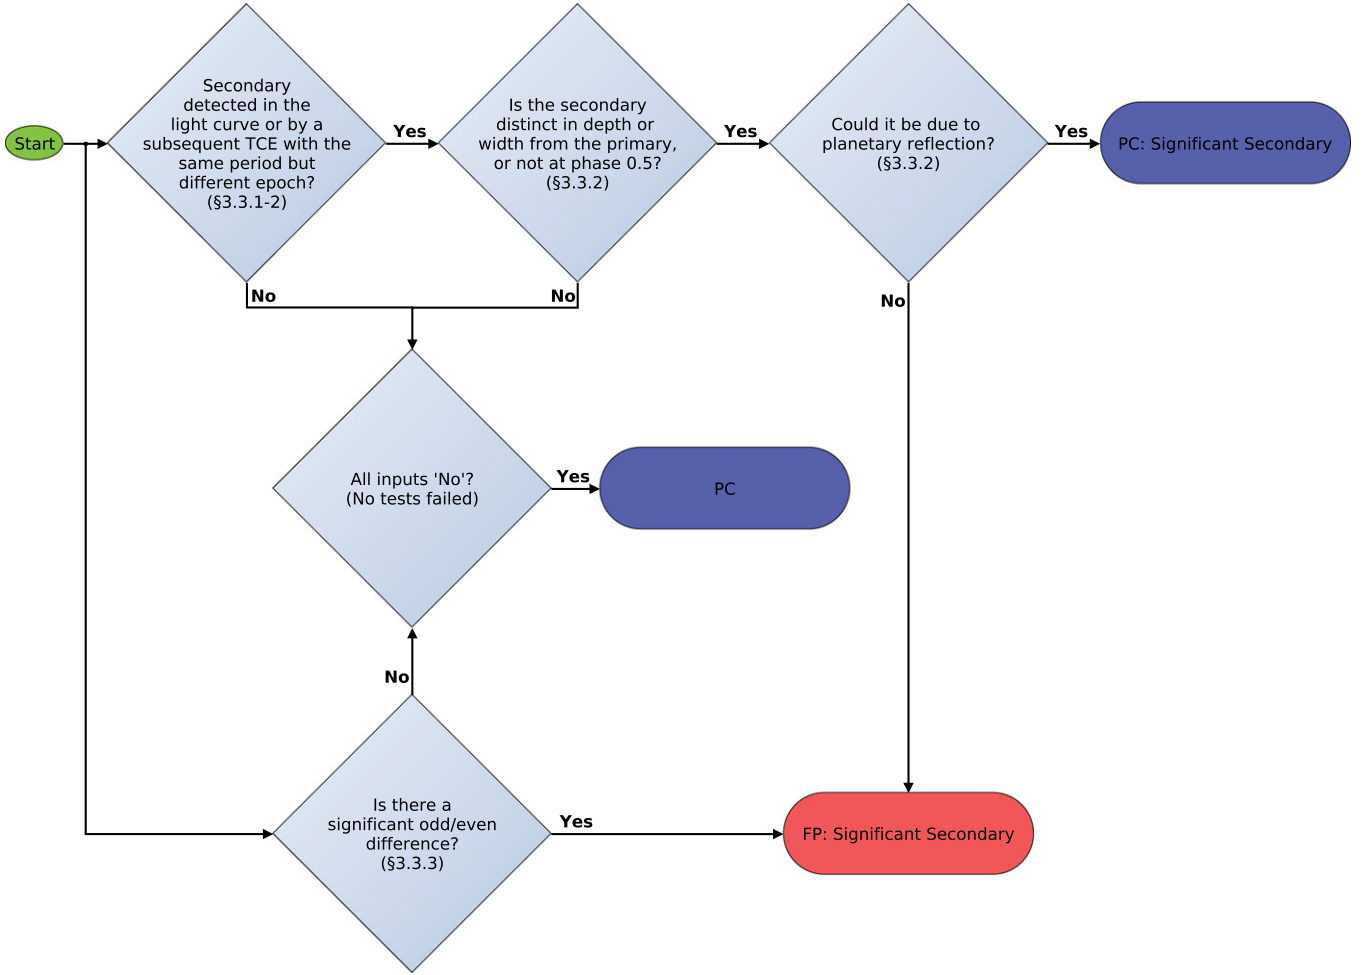 Start
Secondary
detected in the
light curve or by a
subsequent TCE with the
same period but
different epoch?
(§3.3.1-2)
Yes
Is the secondary
distinct in depth or
width from the primary,
or not at phase 0.5?
(§3.3.2)
Yes
Could it be due to
planetary reflection?
(§3.3.2)
Yes
PC: Significant Secondary
No
No
No
All inputs 'No'?
(No tests failed)
Yes
PC
No
Is there a
significant odd/even
difference?
(§3.3.3)
Yes
FP: Significant Secondary